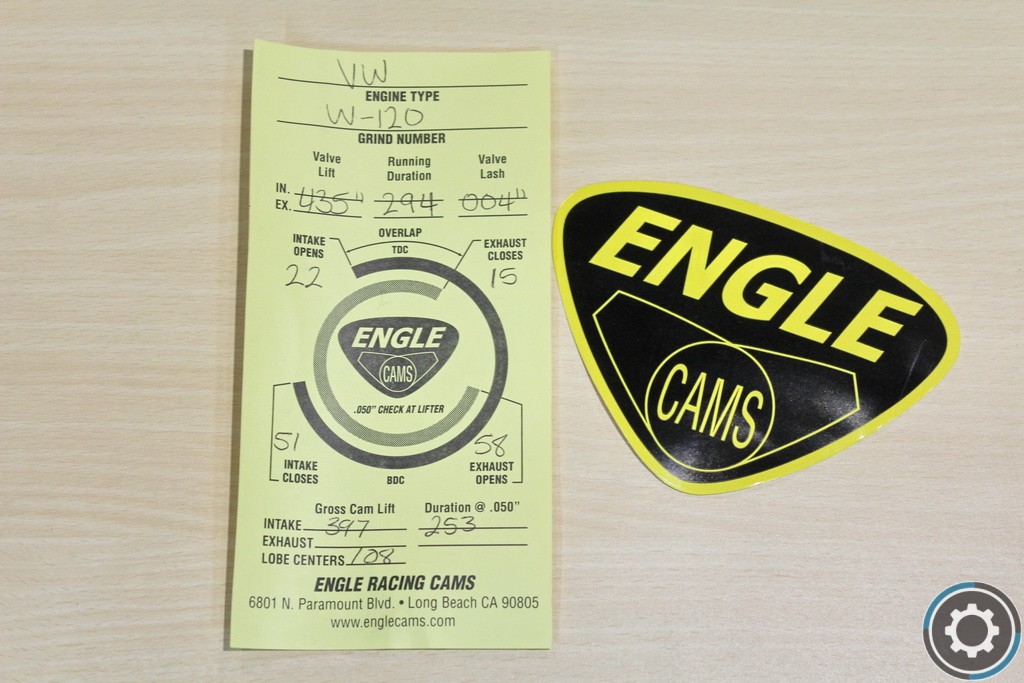 VW
ENGINE TYPE
W-120
GRIND NUMBER
Valve Lift
Running Duration
Valve Lash
IN.
EX.
435"
294
004"
OVERLAP
TDC
INTAKE OPENS
22
EXHAUST CLOSES
15
ENGLE
CAMS
.050" CHECK AT LIFTER
51
INTAKE CLOSES
58
EXHAUST OPENS
BDC
Gross Cam Lift
Duration @ .050"
INTAKE 397 253
EXHAUST
LOBE CENTERS 108
ENGLE RACING CAMS
6801 N. Paramount Blvd. • Long Beach CA 90805
www.englecams.com
ENGLE
CAMS